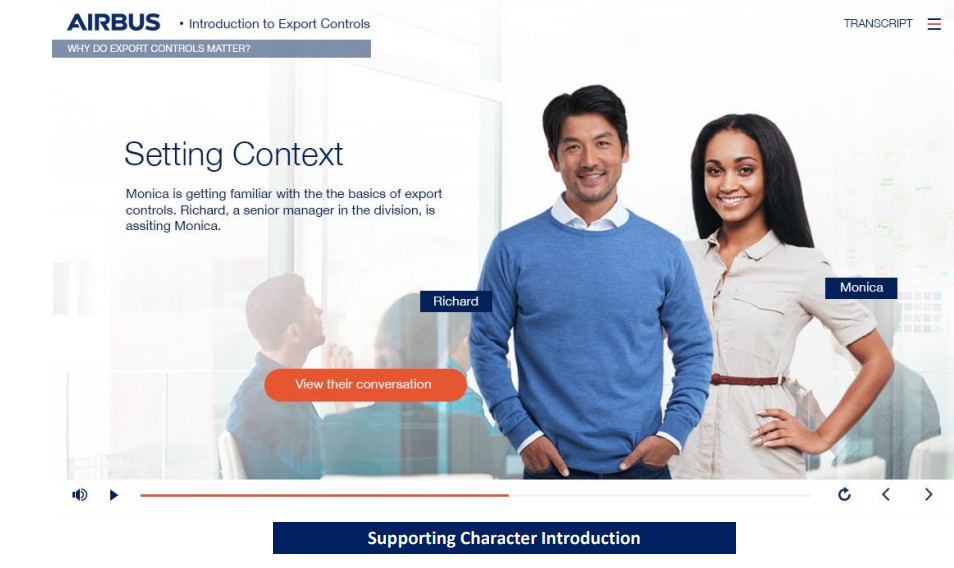 AIRBUS • Introduction to Export Controls
TRANSCRIPT
WHY DO EXPORT CONTROLS MATTER?
Setting Context
Monica is getting familiar with the the basics of export
controls. Richard, a senior manager in the division, is
assiting Monica.
Monica
Richard
View their conversation
Supporting Character Introduction